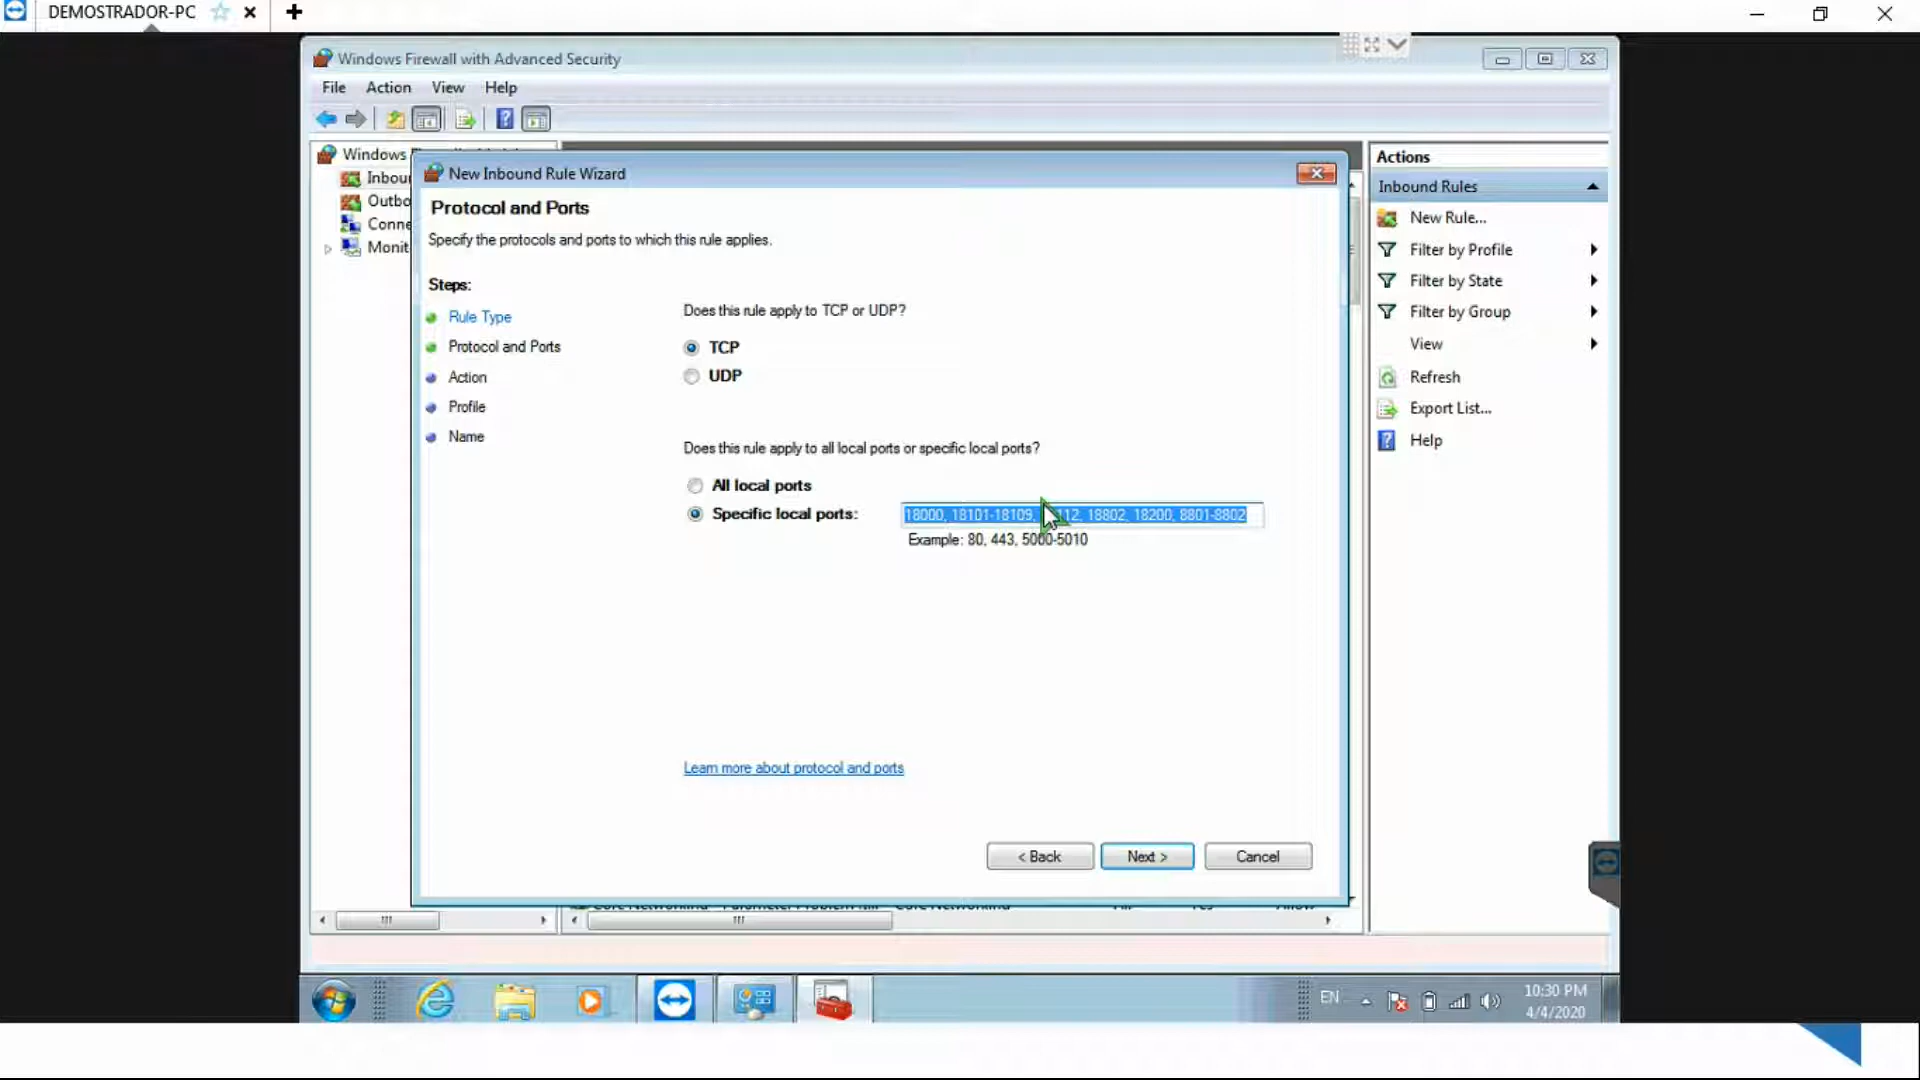 DEMOSTRADOR-PC
Windows Firewall with Advanced Security
File Action View Help
Windows
Inbou
Outbo
Conne
Monit
New Inbound Rule Wizard
Protocol and Ports
Specify the protocols and ports to which this rule applies.
Steps:
Rule Type
Protocol and Ports
Action
Profile
Name
Does this rule apply to TCP or UDP?
TCP
UDP
Does this rule apply to all local ports or specific local ports?
All local ports
Specific local ports: 18000, 18101-18109, 12, 18802, 18200, 8801-8802
Example: 80, 443, 5000-5010
Learn more about protocol and ports
< Back Next > Cancel
Actions
Inbound Rules
New Rule...
Filter by Profile
Filter by State
Filter by Group
View
Refresh
Export List...
Help
EN
10:30 PM
4/4/2020